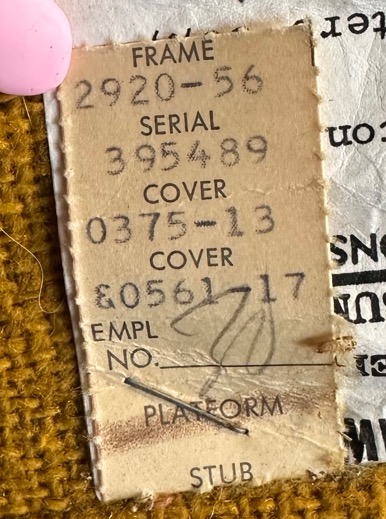 FRAME
2920-56
SERIAL
395489
COVER
0375-13
COVER
&0561-17
EMPL
NO.
PLATFORM
STUB